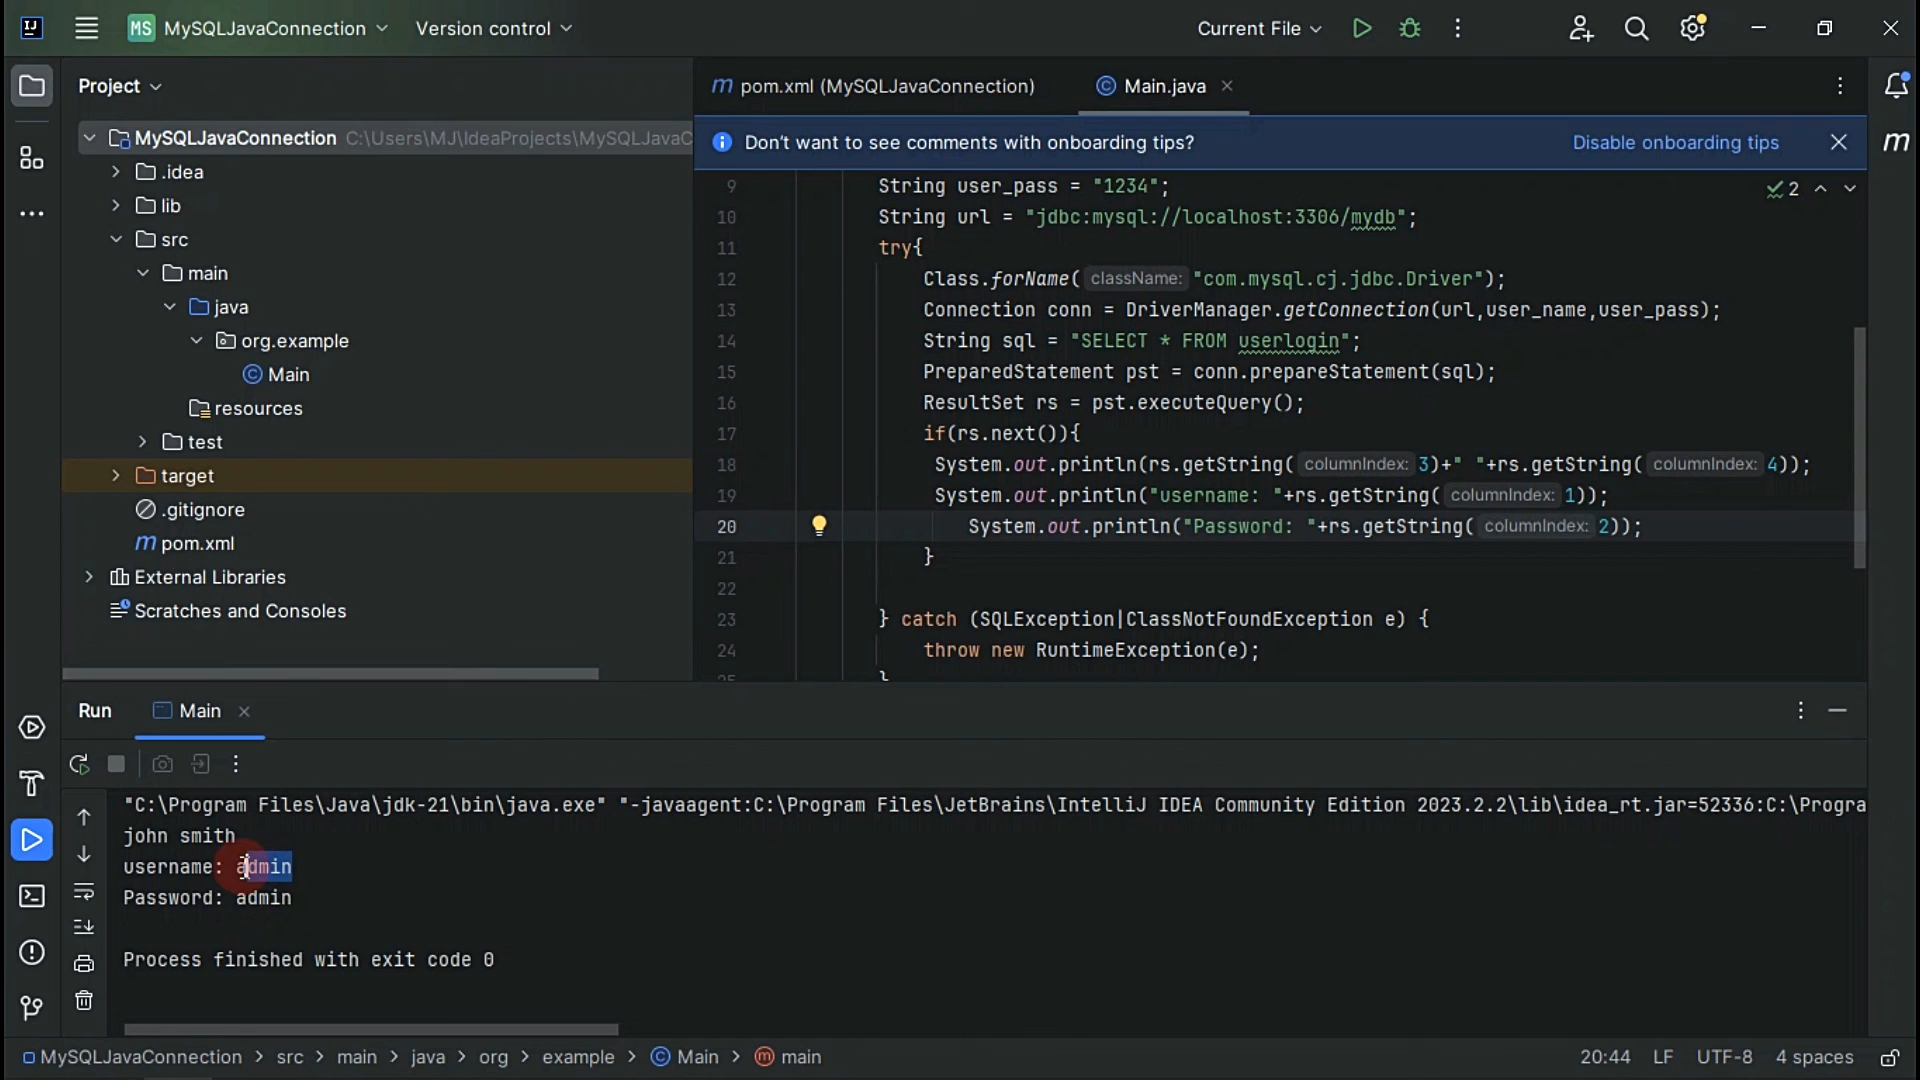 MS MySQLJavaConnection Version control Current File
Project
MySQLJavaConnection C:\Users\MJ\IdeaProjects\MySQLJavaC
.idea
lib
src
main
java
org.example
Main
resources
test
target
.gitignore
pom.xml
External Libraries
Scratches and Consoles
pom.xml (MySQLJavaConnection) Main.java
Don't want to see comments with onboarding tips? Disable onboarding tips
2
9 String user_pass = "1234";
10 String url = "jdbc:mysql://localhost:3306/mydb";
11 try{
12 Class.forName( className: "com.mysql.cj.jdbc.Driver");
13 Connection conn = DriverManager.getConnection(url,user_name,user_pass);
14 String sql = "SELECT * FROM userlogin";
15 PreparedStatement pst = conn.prepareStatement(sql);
16 ResultSet rs = pst.executeQuery();
17 if(rs.next()){
18 System.out.println(rs.getString( columnIndex: 3)+" "+rs.getString( columnIndex: 4));
19 System.out.println("username: "+rs.getString( columnIndex: 1));
20 System.out.println("Password: "+rs.getString( columnIndex: 2));
21 }
22
23 } catch (SQLException|ClassNotFoundException e) {
24 throw new RuntimeException(e);
25 }
Run Main
"C:\Program Files\Java\jdk-21\bin\java.exe" "-javaagent:C:\Program Files\JetBrains\IntelliJ IDEA Community Edition 2023.2.2\lib\idea_rt.jar=52336:C:\Progra
john smith
username: admin
Password: admin
Process finished with exit code 0
MySQLJavaConnection > src > main > java > org > example > Main > main 20:44 LF UTF-8 4 spaces